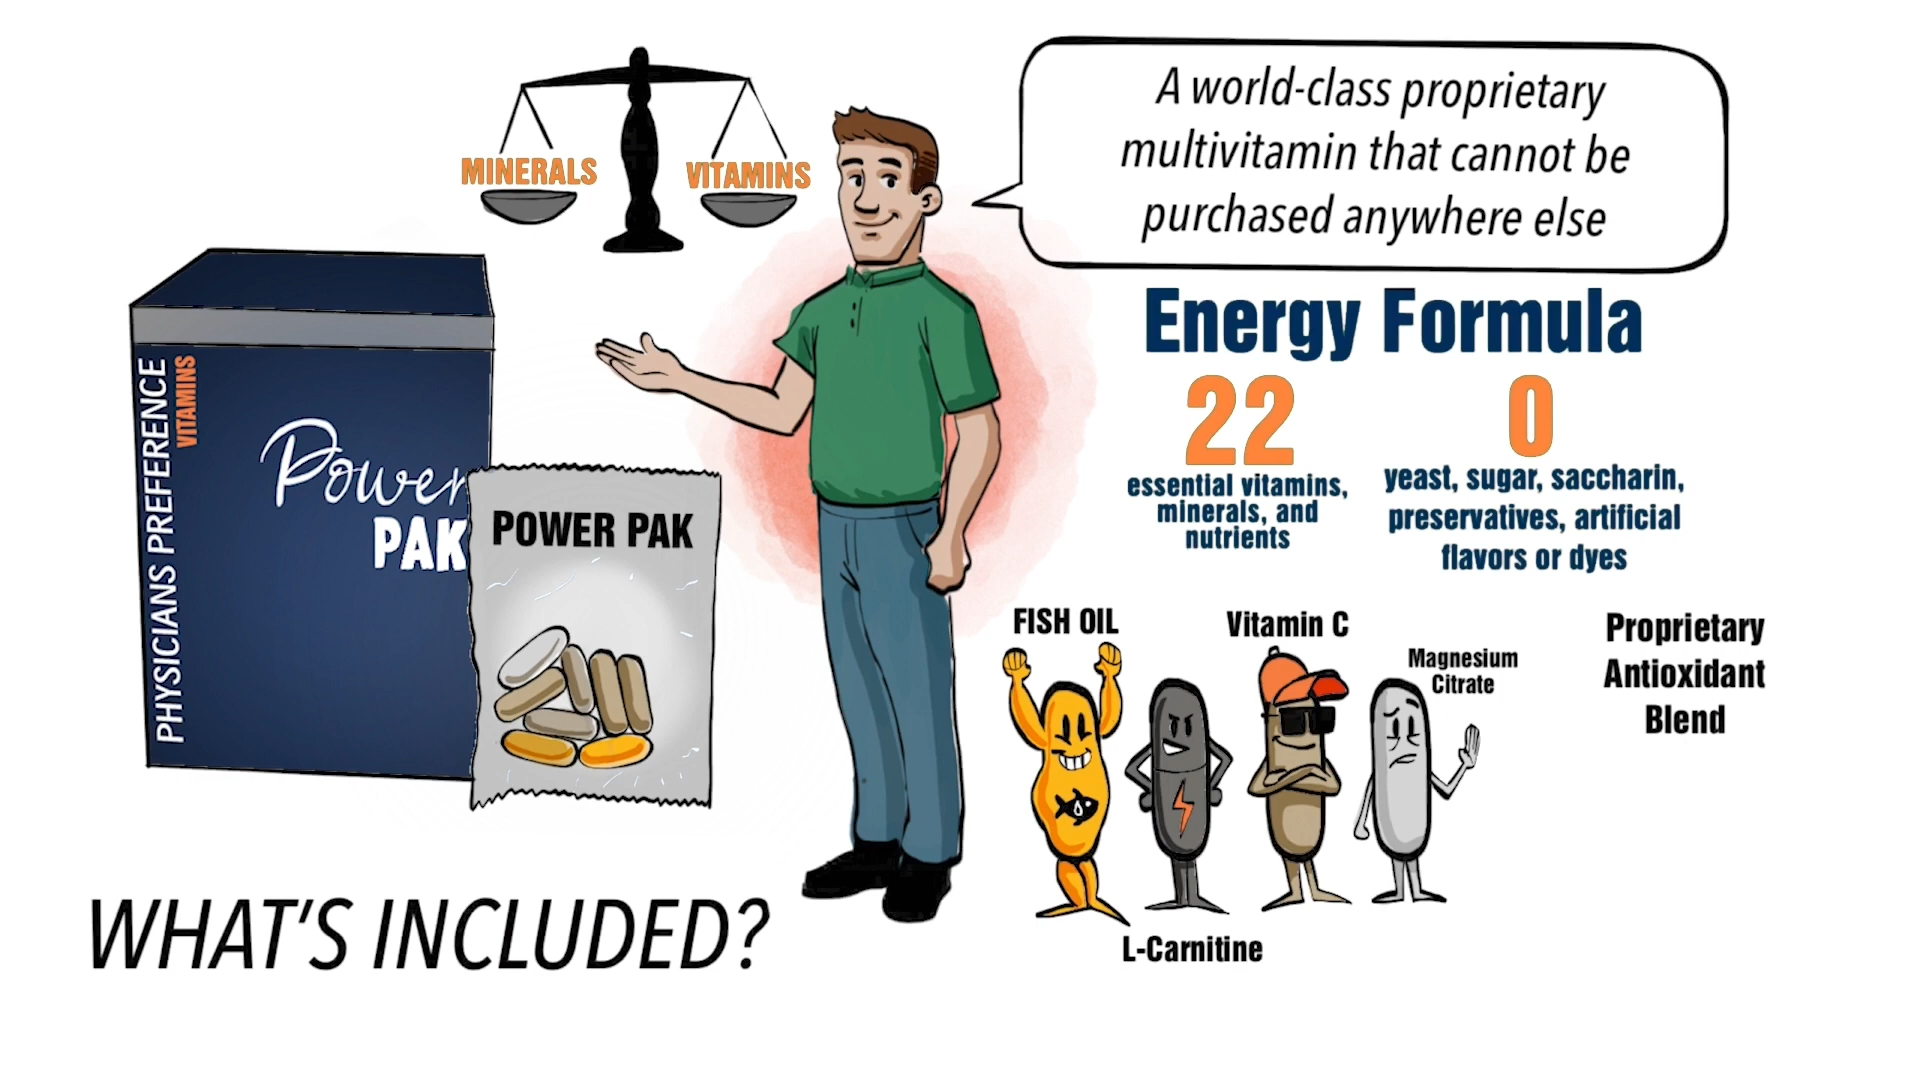 MINERALS
VITAMINS
A world-class proprietary
multivitamin that cannot be
purchased anywhere else
PHYSICIANS PREFERENCE
VITAMINS
Power
PAK
POWER PAK
Energy Formula
22
essential vitamins,
minerals, and
nutrients
0
yeast, sugar, saccharin,
preservatives, artificial
flavors or dyes
FISH OIL
Vitamin C
Magnesium
Citrate
Proprietary
Antioxidant
Blend
L-Carnitine
WHAT'S INCLUDED?